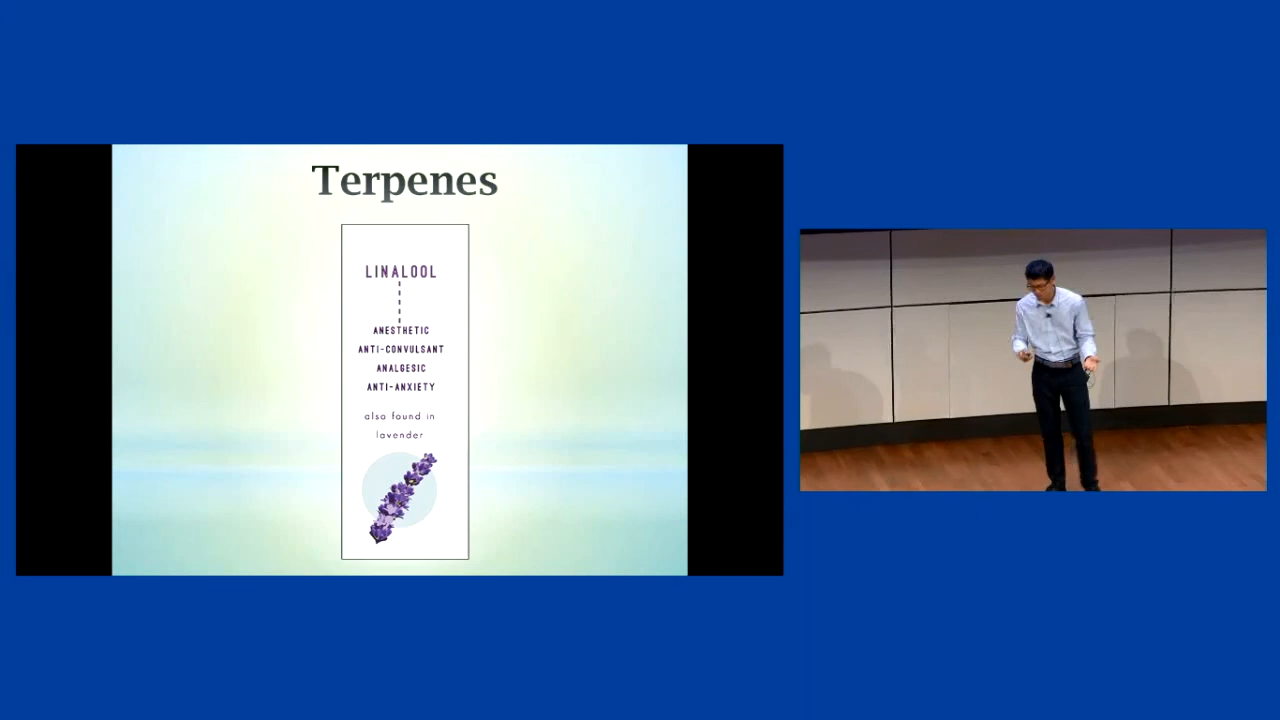 Terpenes
LINALOOL
ANESTHETIC
ANTI-CONVULSANT
ANALGESIC
ANTI-ANXIETY
also found in
lavender